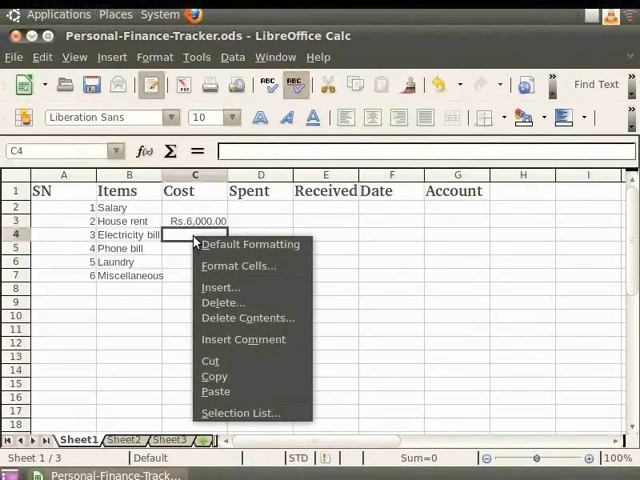 Applications Places System
Personal-Finance-Tracker.ods - LibreOffice Calc
File Edit View Insert Format Tools Data Window Help
ABC ABC Find Text
Liberation Sans 10
C4
A B C D E F G H I
1 SN Items Cost Spent Received Date Account
2 1 Salary
3 2 House rent Rs.6,000.00
4 3 Electricity bill
5 4 Phone bill
6 5 Laundry
7 6 Miscellaneous
8
9
10
11
12
13
14
15
16
17
18
Default Formatting
Format Cells...
Insert...
Delete...
Delete Contents...
Insert Comment
Cut
Copy
Paste
Selection List...
Sheet1 Sheet2 Sheet3
Sheet 1 / 3 Default STD Sum=0 100%
Personal-Finance-Track...